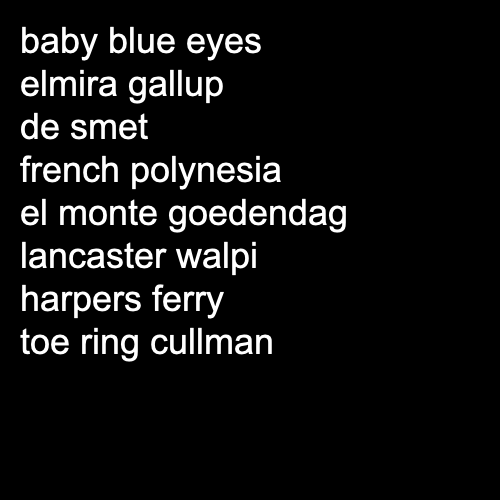 baby blue eyes
elmira gallup
de smet
french polynesia
el monte goedendag
lancaster walpi
harpers ferry
toe ring cullman